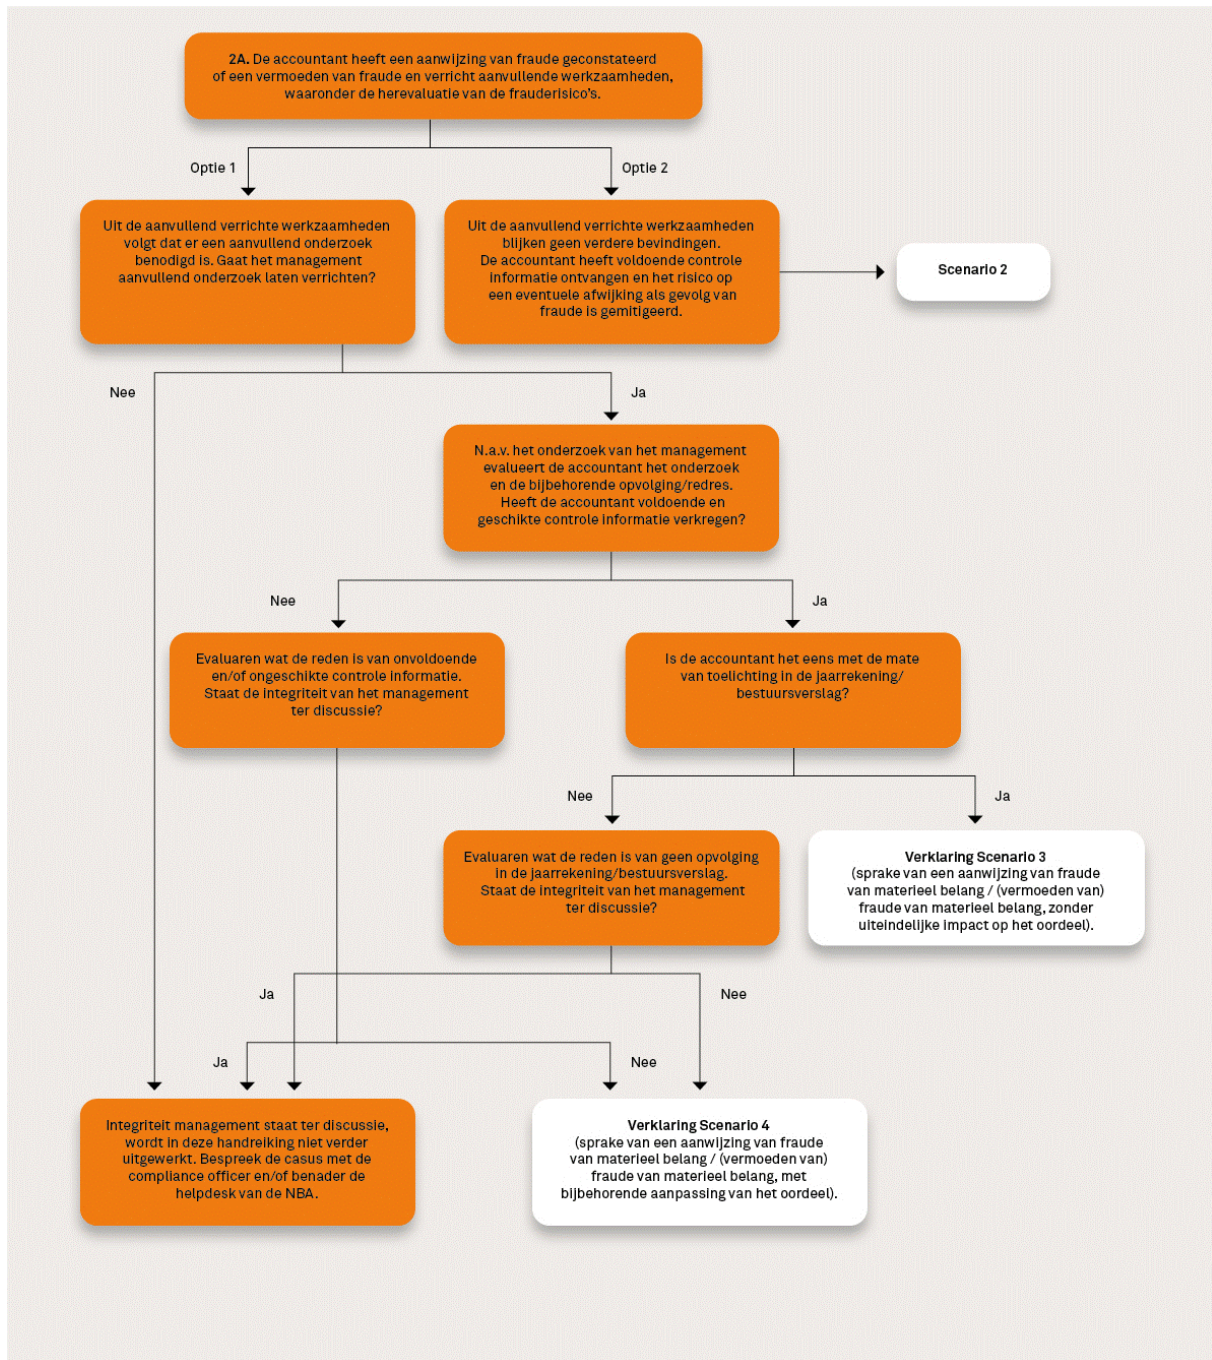 2A. De accountant heeft een aanwijzing van fraude geconstateerd
of een vermoeden van fraude en verricht aanvullende werkzaamheden,
waaronder de herevaluatie van de frauderisico's.
Optie 1
Optie 2
Uit de aanvullend verrichte werkzaamheden
volgt dat er een aanvullend onderzoek
benodigd is. Gaat het management
aanvullend onderzoek laten verrichten?
Uit de aanvullend verrichte werkzaamheden
blijken geen verdere bevindingen.
De accountant heeft voldoende controle
informatie ontvangen en het risico op
een eventuele afwijking als gevolg van
fraude is gemitigeerd.
Scenario 2
Nee
Ja
N.a.v. het onderzoek van het management
evalueert de accountant het onderzoek
en de bijbehorende opvolging/redres.
Heeft de accountant voldoende en
geschikte controle informatie verkregen?
Nee
Ja
Evaluaren wat de reden is van onvoldoende
en/of ongeschikte controle informatie.
Staat de integriteit van het management
ter discussie?
Is de accountant het eens met de mate
van toelichting in de jaarrekening/
bestuursverslag?
Nee
Ja
Evaluaren wat de reden is van geen opvolging
in de jaarrekening/bestuursverslag.
Staat de integriteit van het management
ter discussie?
Verklaring Scenario 3
(sprake van een aanwijzing van fraude
van materieel belang / (vermoeden van)
fraude van materieel belang, zonder
uiteindelijke impact op het oordeel).
Ja
Nee
Ja
Nee
Integriteit management staat ter discussie,
wordt in deze handreiking niet verder
uitgewerkt. Bespreek de casus met de
compliance officer en/of benader de
helpdesk van de NBA.
Verklaring Scenario 4
(sprake van een aanwijzing van fraude
van materieel belang / (vermoeden van)
fraude van materieel belang, met
bijbehorende aanpassing van het oordeel).